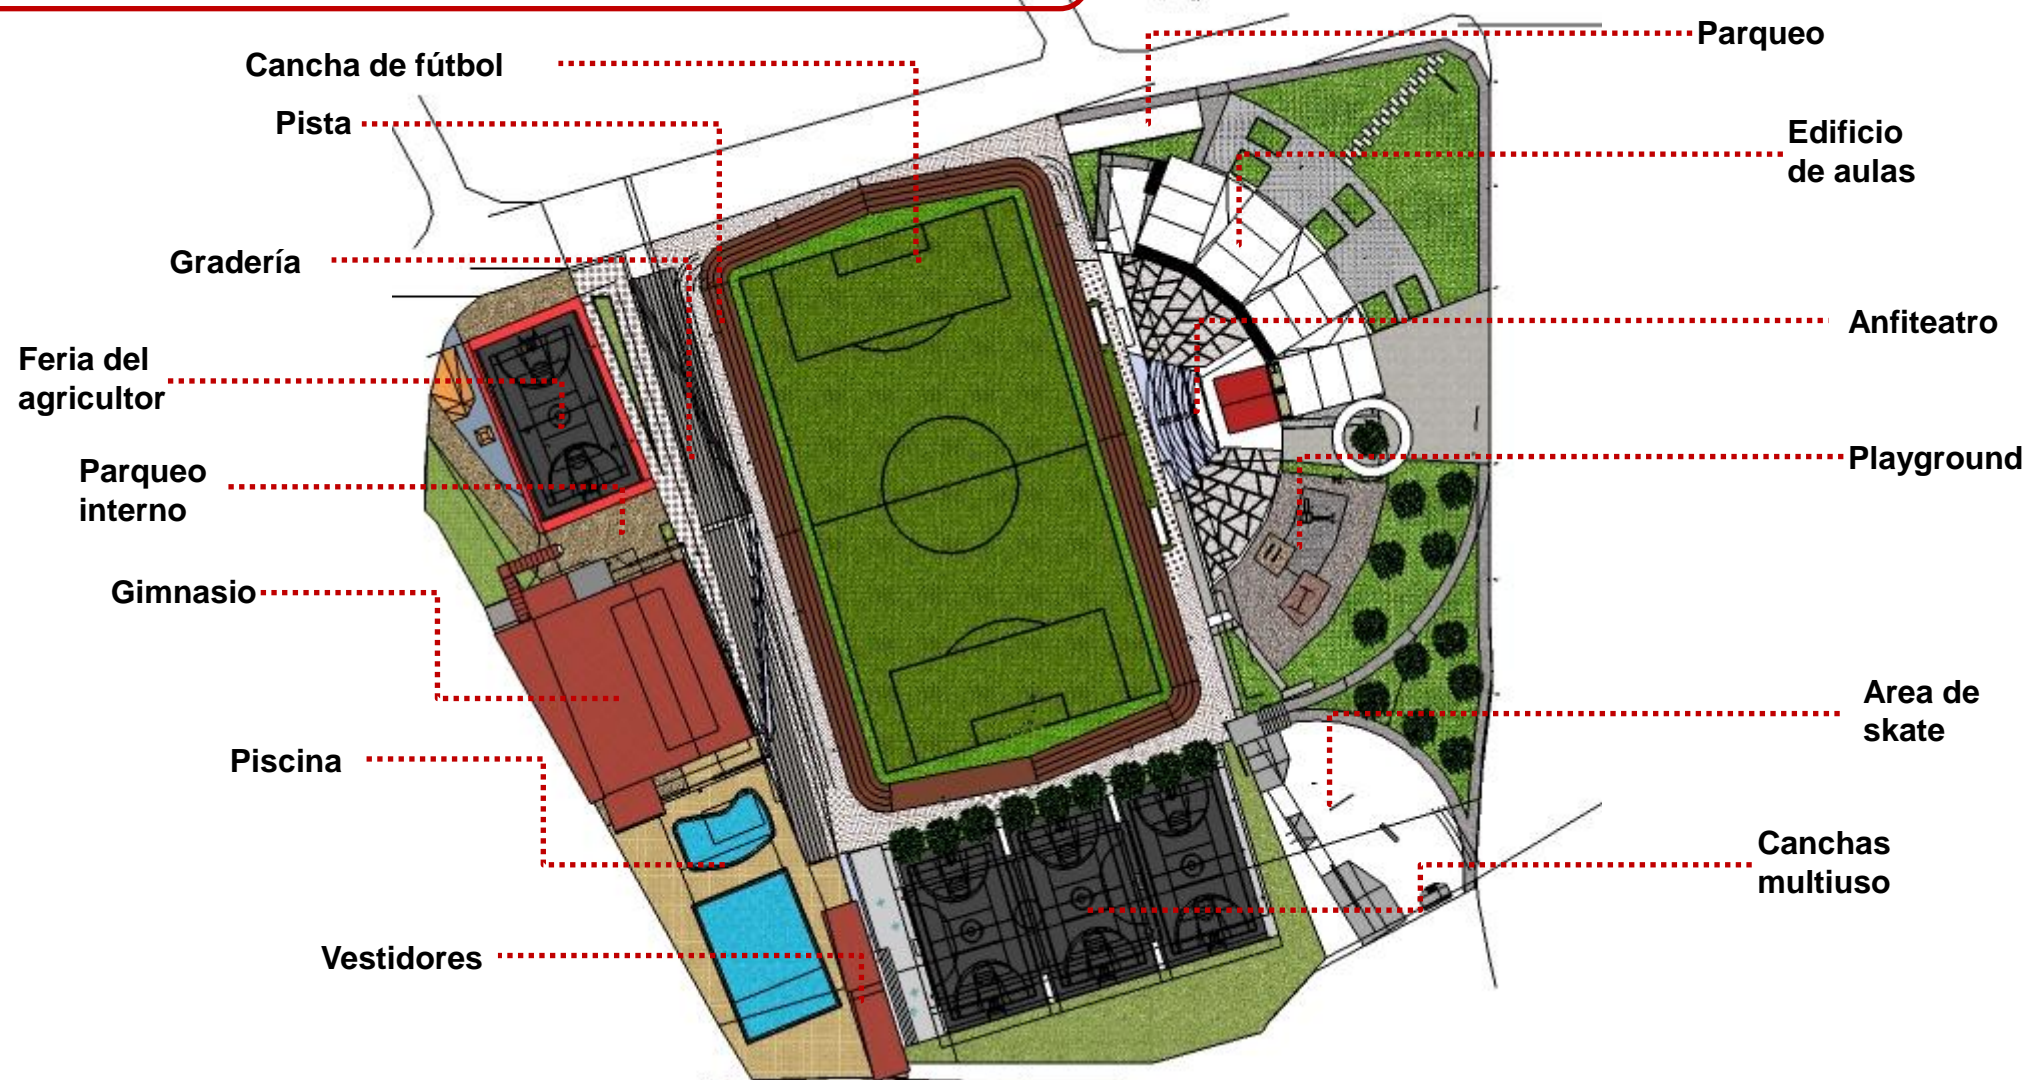 Cancha de fútbol
Pista
Gradería
Feria del
agricultor
Parqueo
interno
Gimnasio
Piscina
Vestidores
Parqueo
Edificio
de aulas
Anfiteatro
Playground
Area de
skate
Canchas
multiuso